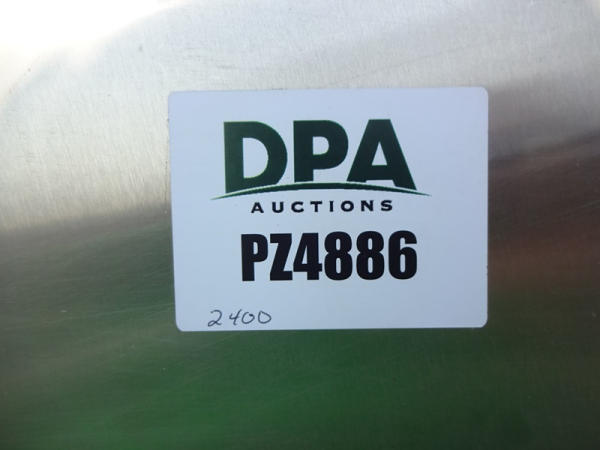 DPA
AUCTIONS
PZ4886
2400